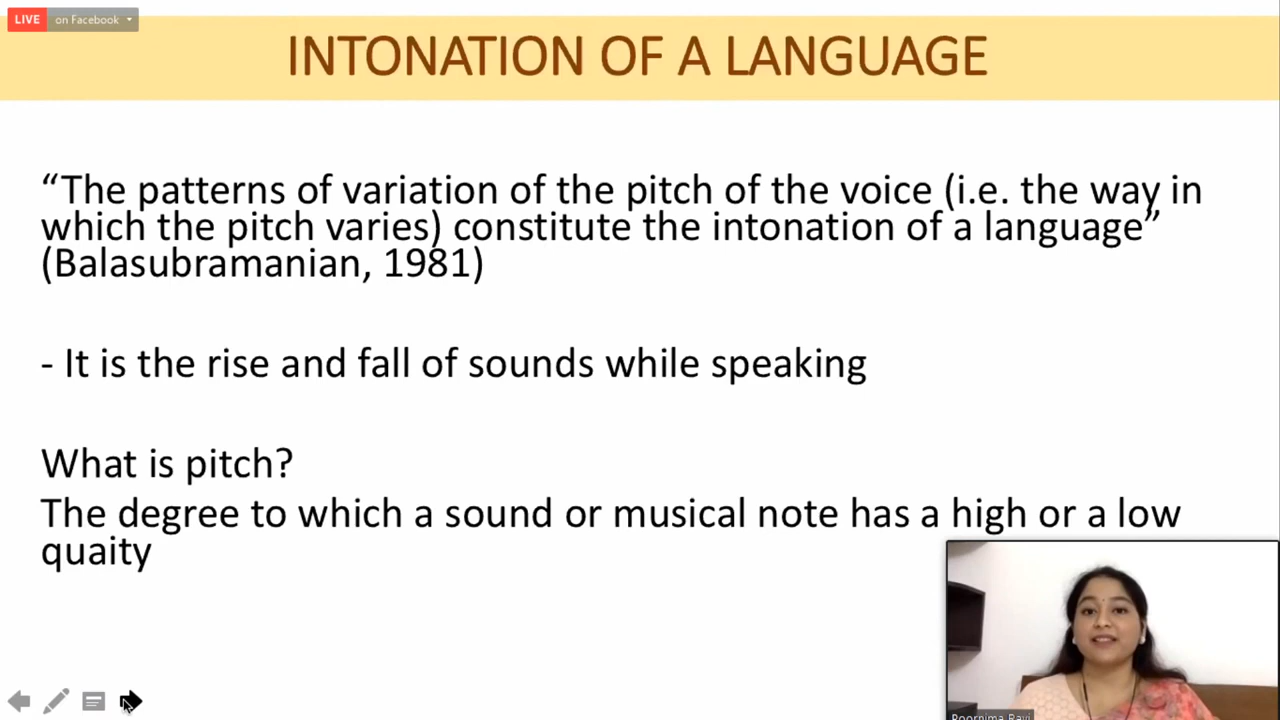 LIVE on Facebook
INTONATION OF A LANGUAGE
“The patterns of variation of the pitch of the voice (i.e. the way in
which the pitch varies) constitute the intonation of a language”
(Balasubramanian, 1981)
- It is the rise and fall of sounds while speaking
What is pitch?
The degree to which a sound or musical note has a high or a low
quaity
Poornima Ravi